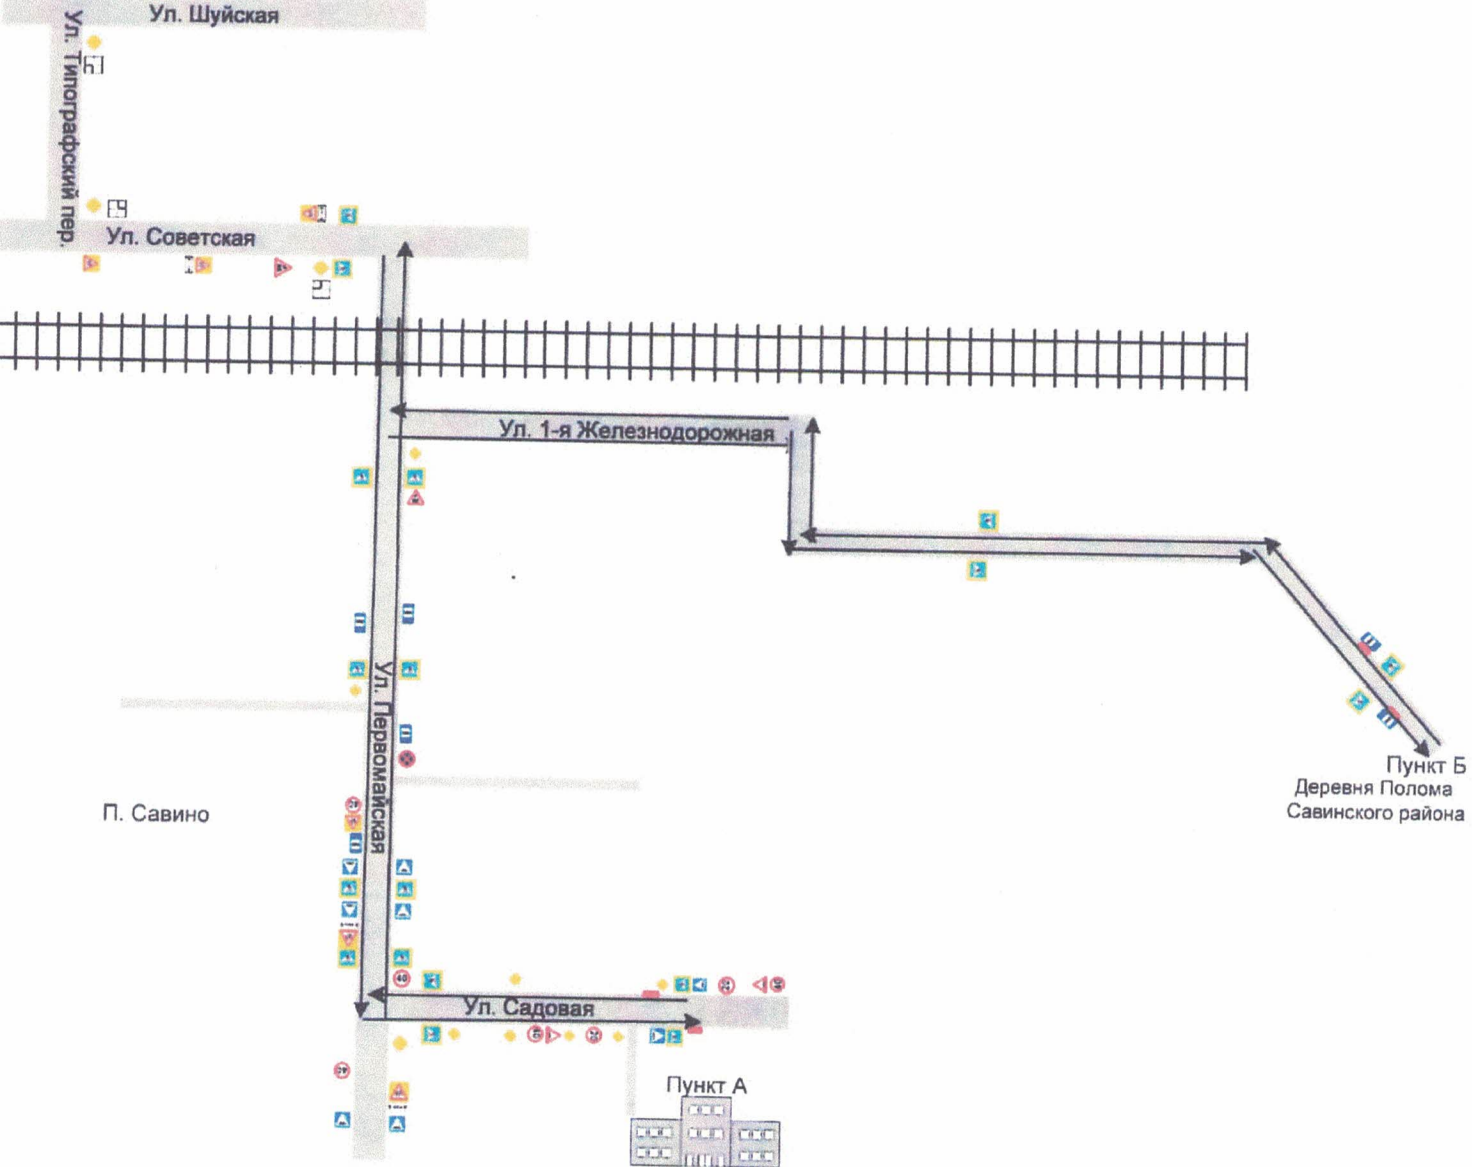 Ул. Шуйская
Ул. Типографский пер.
Ул. Советская
Ул. 1-я Железнодорожная
Ул. Первомайская
Пункт Б
Деревня Полома
Савинского района
П. Савино
40
Ул. Садовая
Пункт А